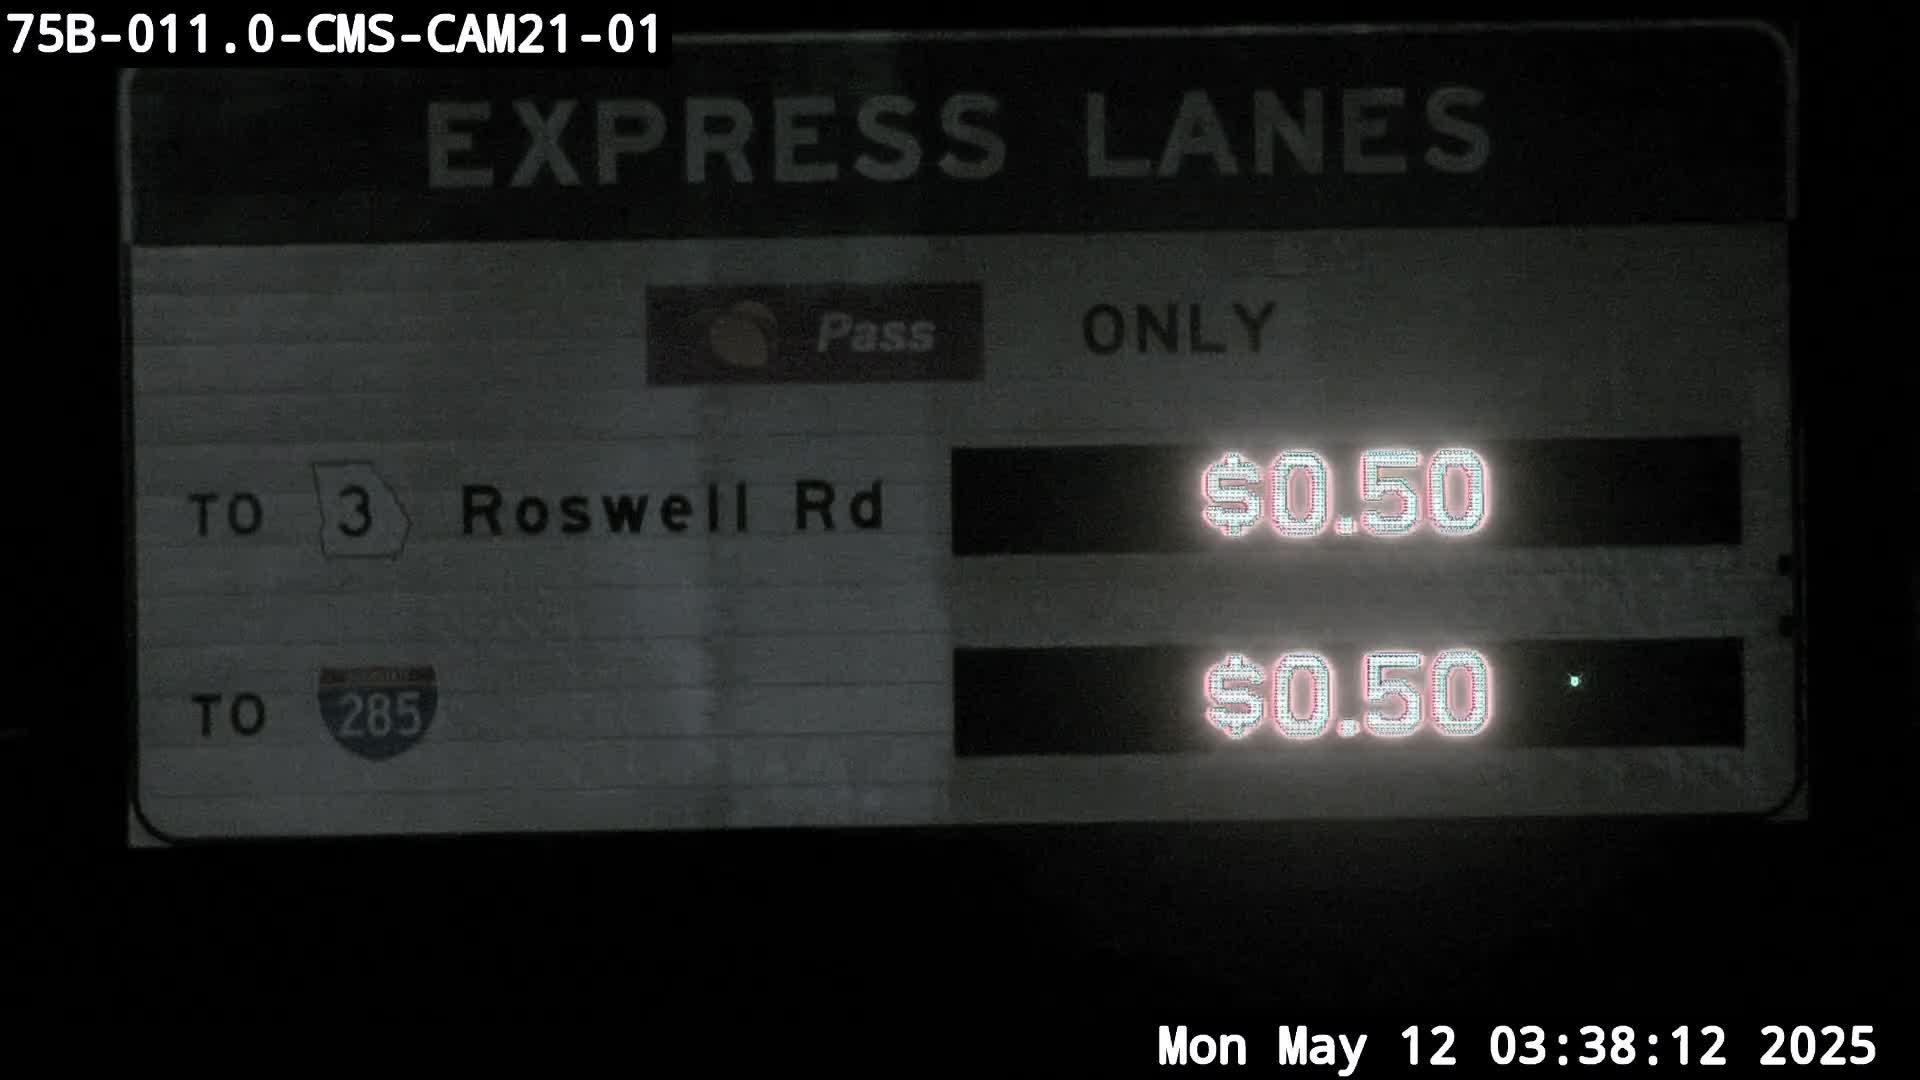 75B-011.0-CMS-CAM21-01
EXPRESS LANES
Pass ONLY
TO 3 Roswell Rd $0.50
TO 285 $0.50
Mon May 12 03:38:12 2025